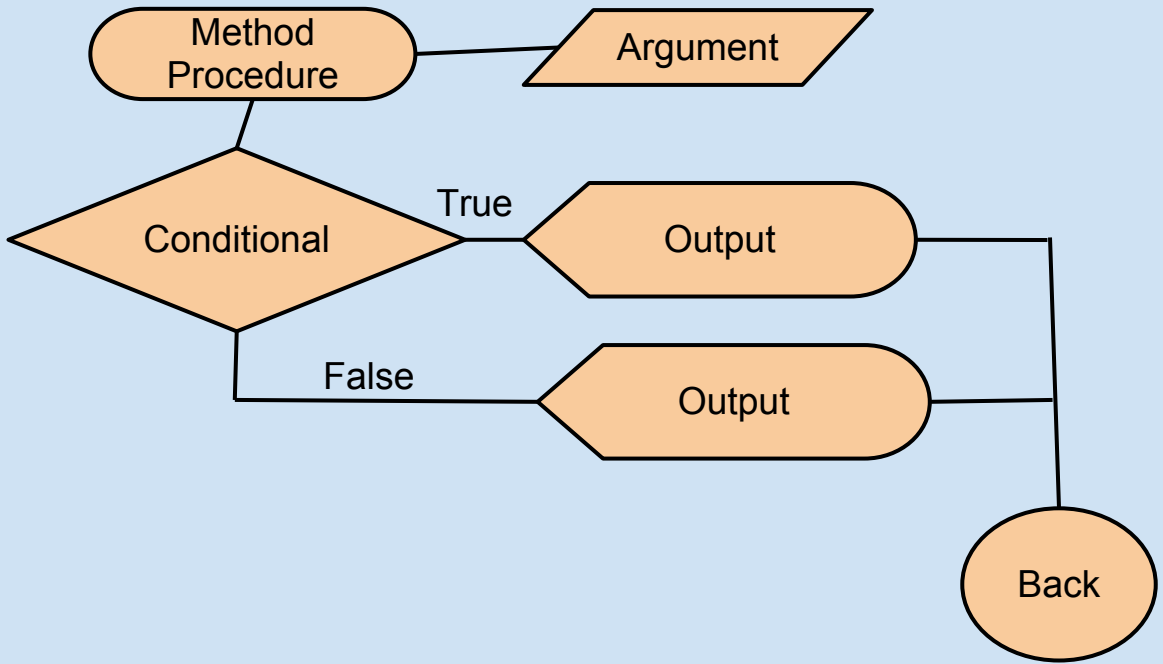 Method
Procedure
Argument
Conditional
True
Output
False
Output
Back